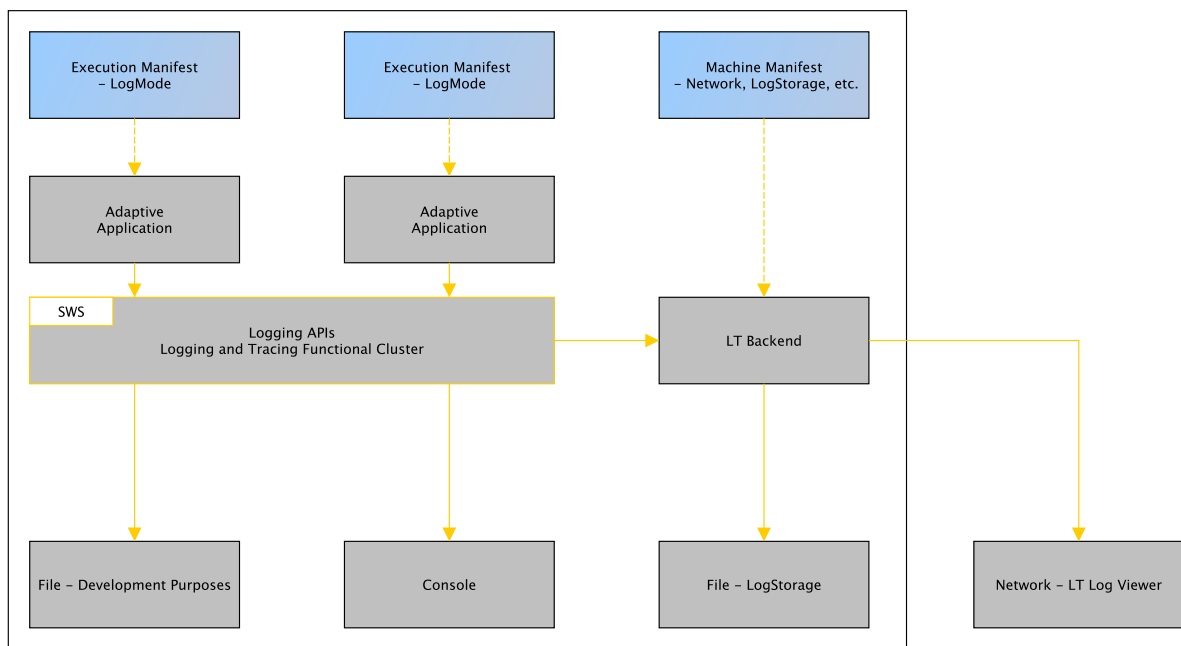 Execution Manifest
– LogMode
Execution Manifest
– LogMode
Machine Manifest
– Network, LogStorage, etc.
Adaptive
Application
Adaptive
Application
SWS
Logging APIs
Logging and Tracing Functional Cluster
LT Backend
File – Development Purposes
Console
File – LogStorage
Network – LT Log Viewer